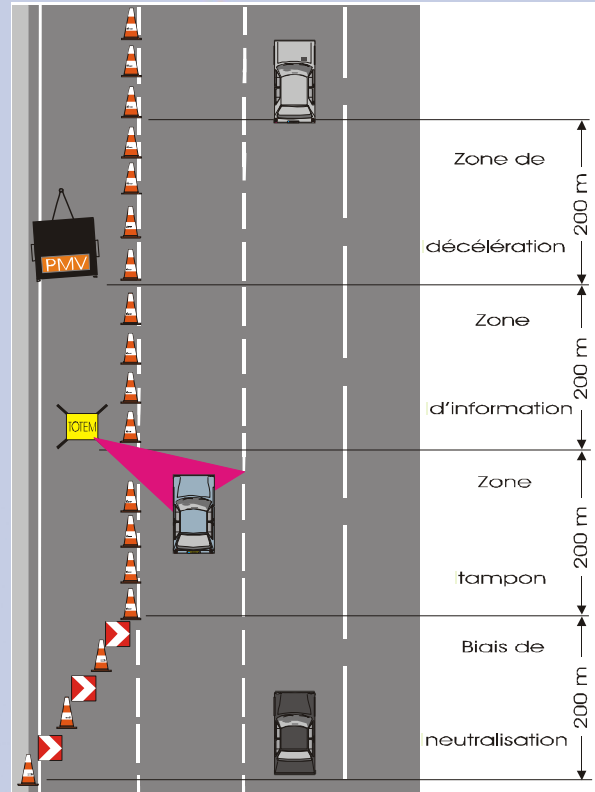 Zone de
200 m
décélération
PMV
Zone
200 m
d'information
TOTEM
Zone
200 m
tampon
Biais de
200 m
neutralisation